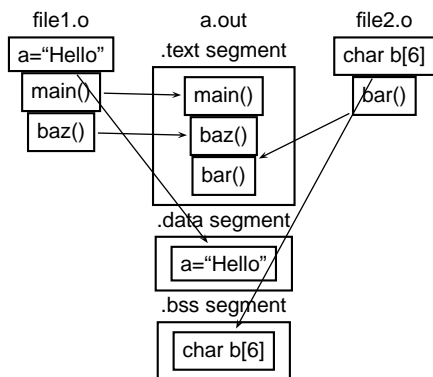 file1.o
a=“Hello”
main()
baz()
a.out
.text segment
main()
baz()
bar()
.data segment
a=“Hello”
.bss segment
char b[6]
file2.o
char b[6]
bar()